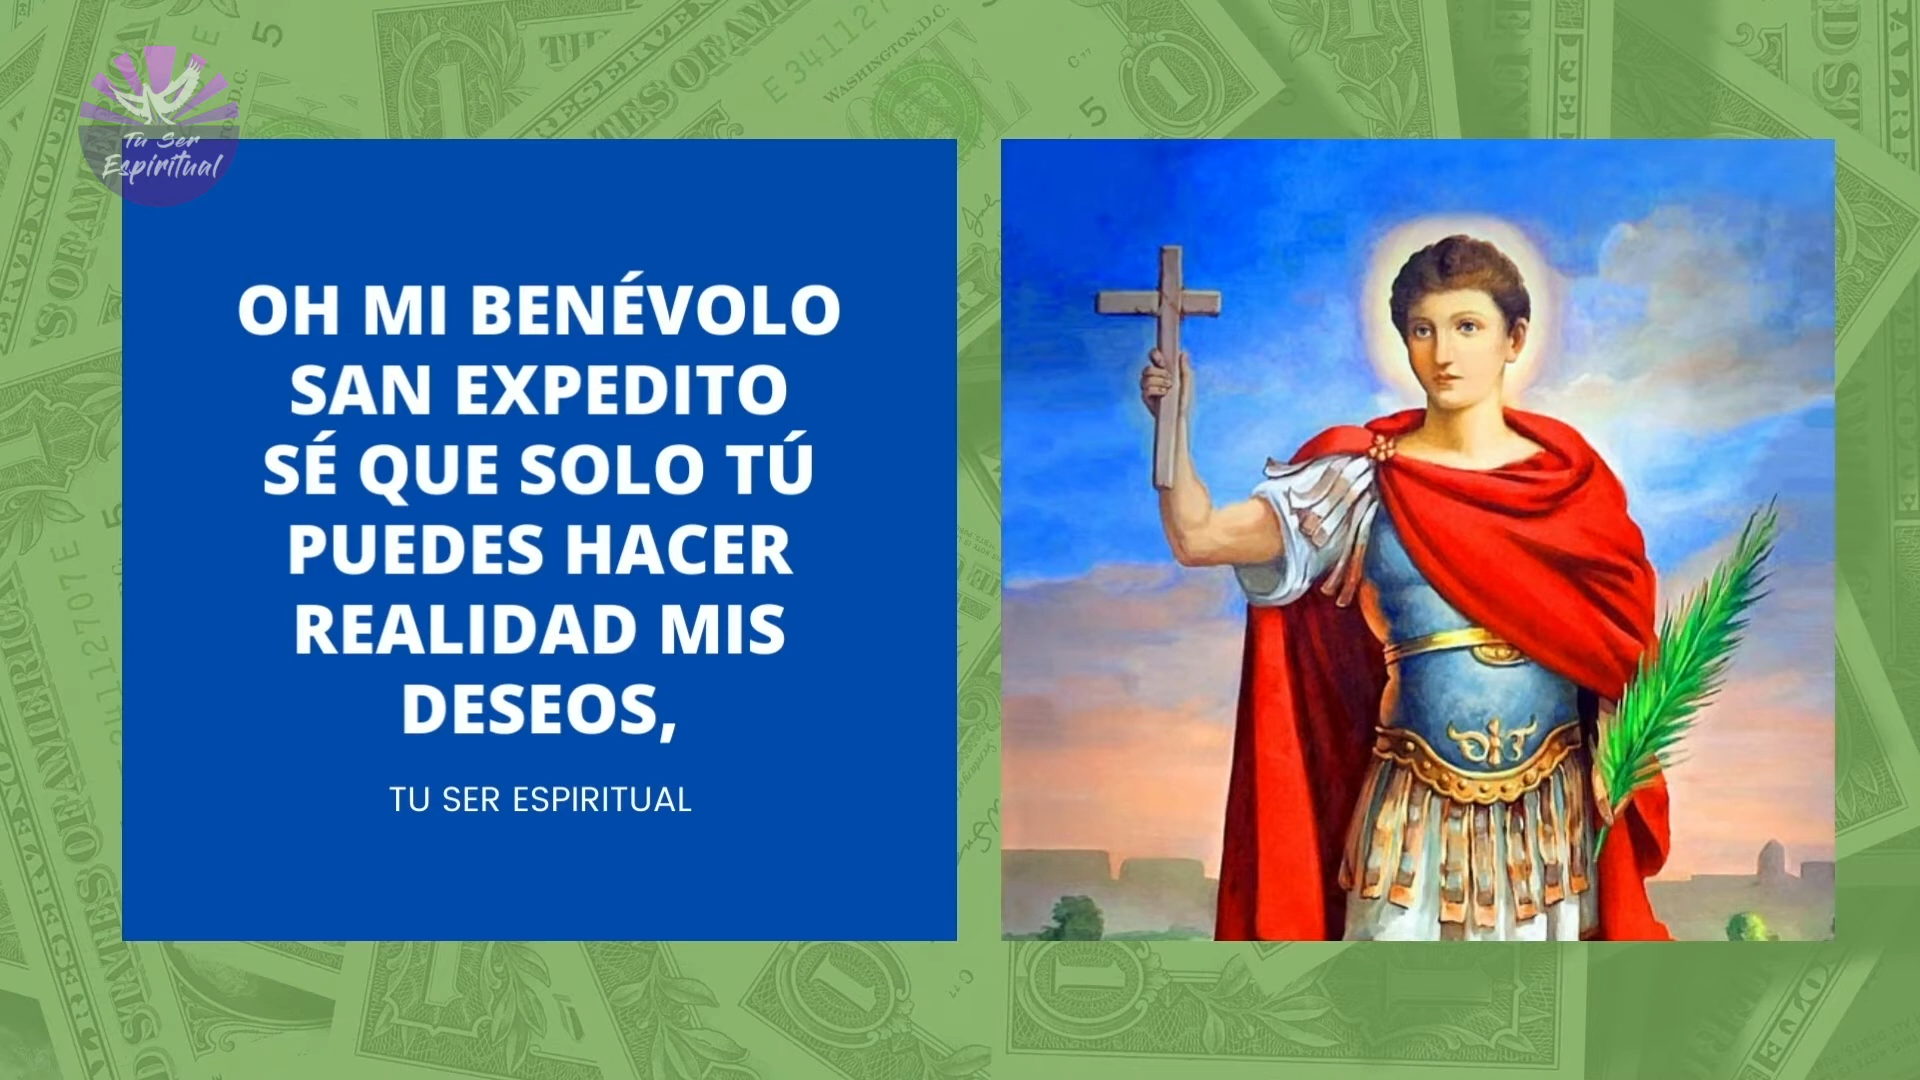 Tu Ser
Espiritual
OH MI BENÉVOLO
SAN EXPEDITO
SÉ QUE SOLO TÚ
PUEDES HACER
REALIDAD MIS
DESEOS,
TU SER ESPIRITUAL
WASHINGTON, D.C.